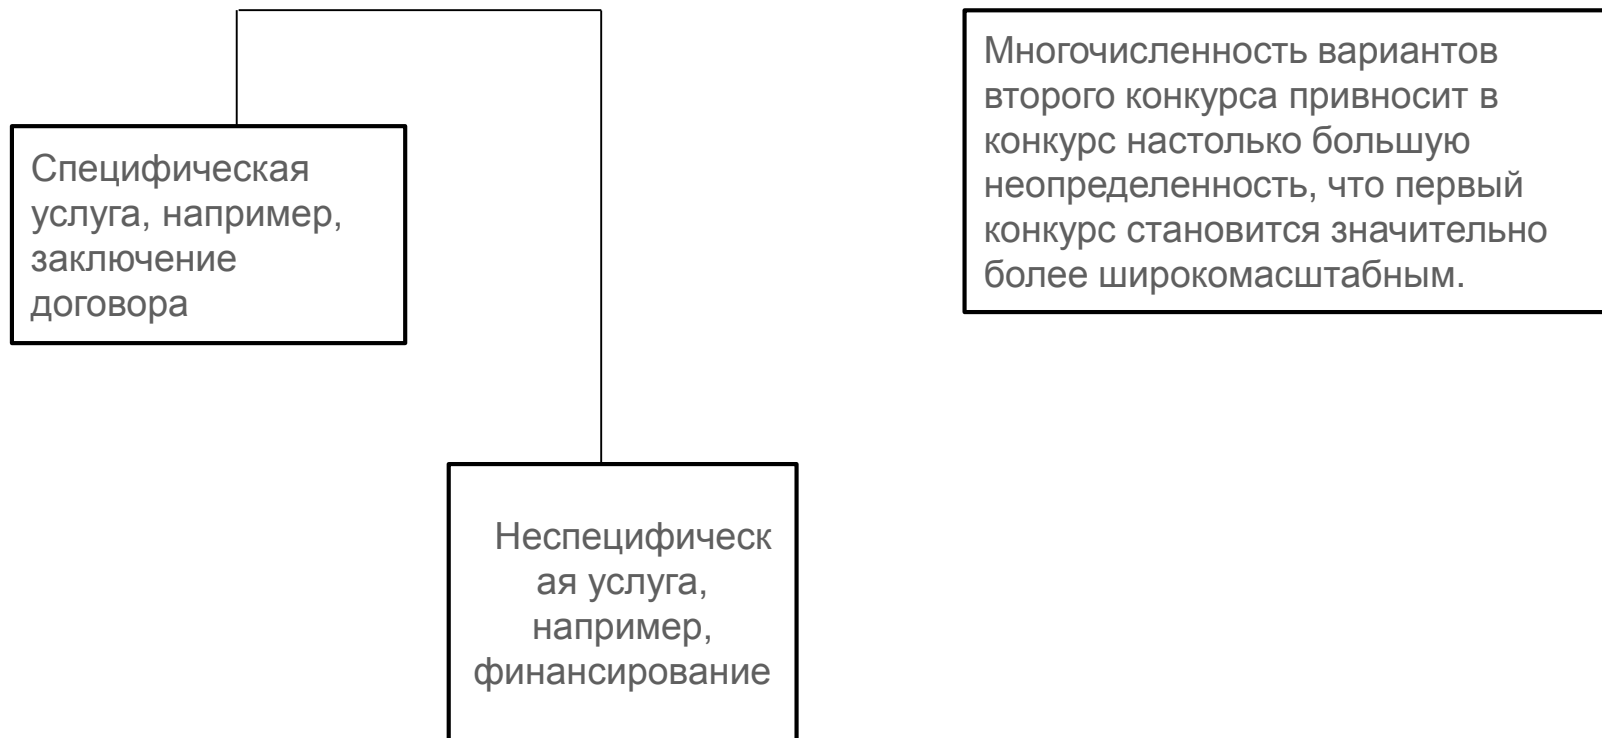 Специфическая
услуга, например,
заключение
договора
Многочисленность вариантов
второго конкурса привносит в
конкурс настолько большую
неопределенность, что первый
конкурс становится значительно
более широкомасштабным.
Неспецифическ
ая услуга,
например,
финансирование